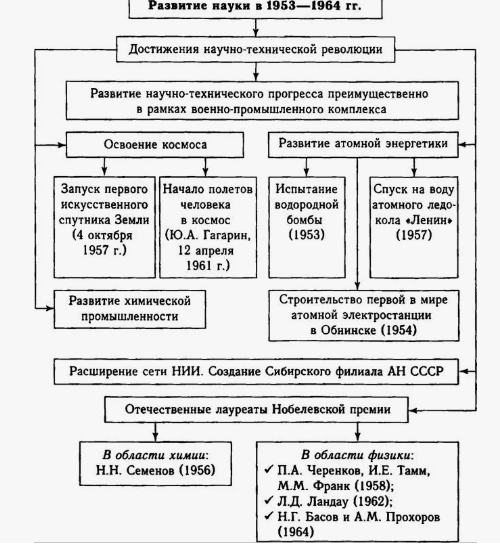 Развитие науки в 1953—1964 гг.
Достижения научно-технической революции
Развитие научно-технического прогресса преимущественно
в рамках военно-промышленного комплекса
Освоение космоса
Развитие атомной энергетики
Запуск первого
искусственного
спутника Земли
(4 октября
1957 г.)
Начало полетов
человека
в космос
(Ю.А. Гагарин,
12 апреля
1961 г.)
Испытание
водородной
бомбы
(1953)
Спуск на воду
атомного ледо-
кола «Ленин»
(1957)
Развитие химической
промышленности
Строительство первой в мире
атомной электростанции
в Обнинске (1954)
Расширение сети НИИ. Создание Сибирского филиала АН СССР
Отечественные лауреаты Нобелевской премии
В области химии:
Н.Н. Семенов (1956)
В области физики:
✓ П.А. Черенков, И.Е. Тамм,
М.М. Франк (1958);
✓ Л.Д. Ландау (1962);
✓ Н.Г. Басов и А.М. Прохоров
(1964)